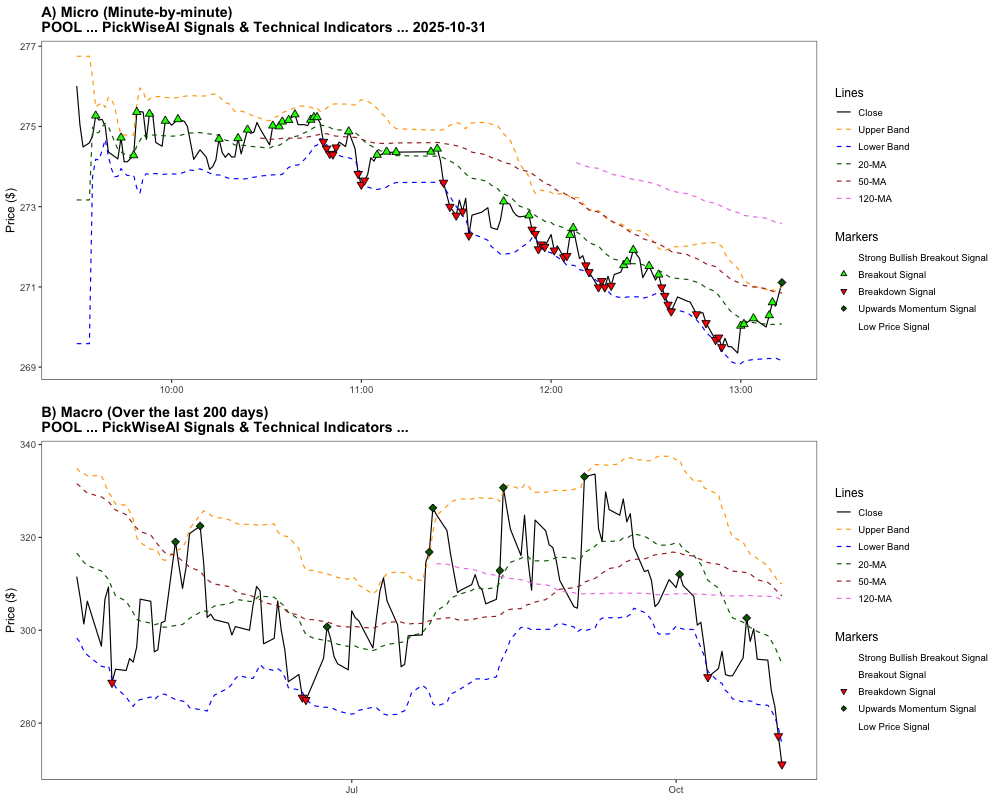 A) Micro (Minute-by-minute)
POOL ... PickWiseAI Signals & Technical Indicators ... 2025-10-31
Price ($)
277
275
273
271
269
10:00
11:00
12:00
13:00
Lines
Close
Upper Band
Lower Band
20-MA
50-MA
120-MA
Markers
Strong Bullish Breakout Signal
Breakout Signal
Breakdown Signal
Upwards Momentum Signal
Low Price Signal
B) Macro (Over the last 200 days)
POOL ... PickWiseAI Signals & Technical Indicators ...
Price ($)
340
320
300
280
Jul
Oct
Lines
Close
Upper Band
Lower Band
20-MA
50-MA
120-MA
Markers
Strong Bullish Breakout Signal
Breakout Signal
Breakdown Signal
Upwards Momentum Signal
Low Price Signal